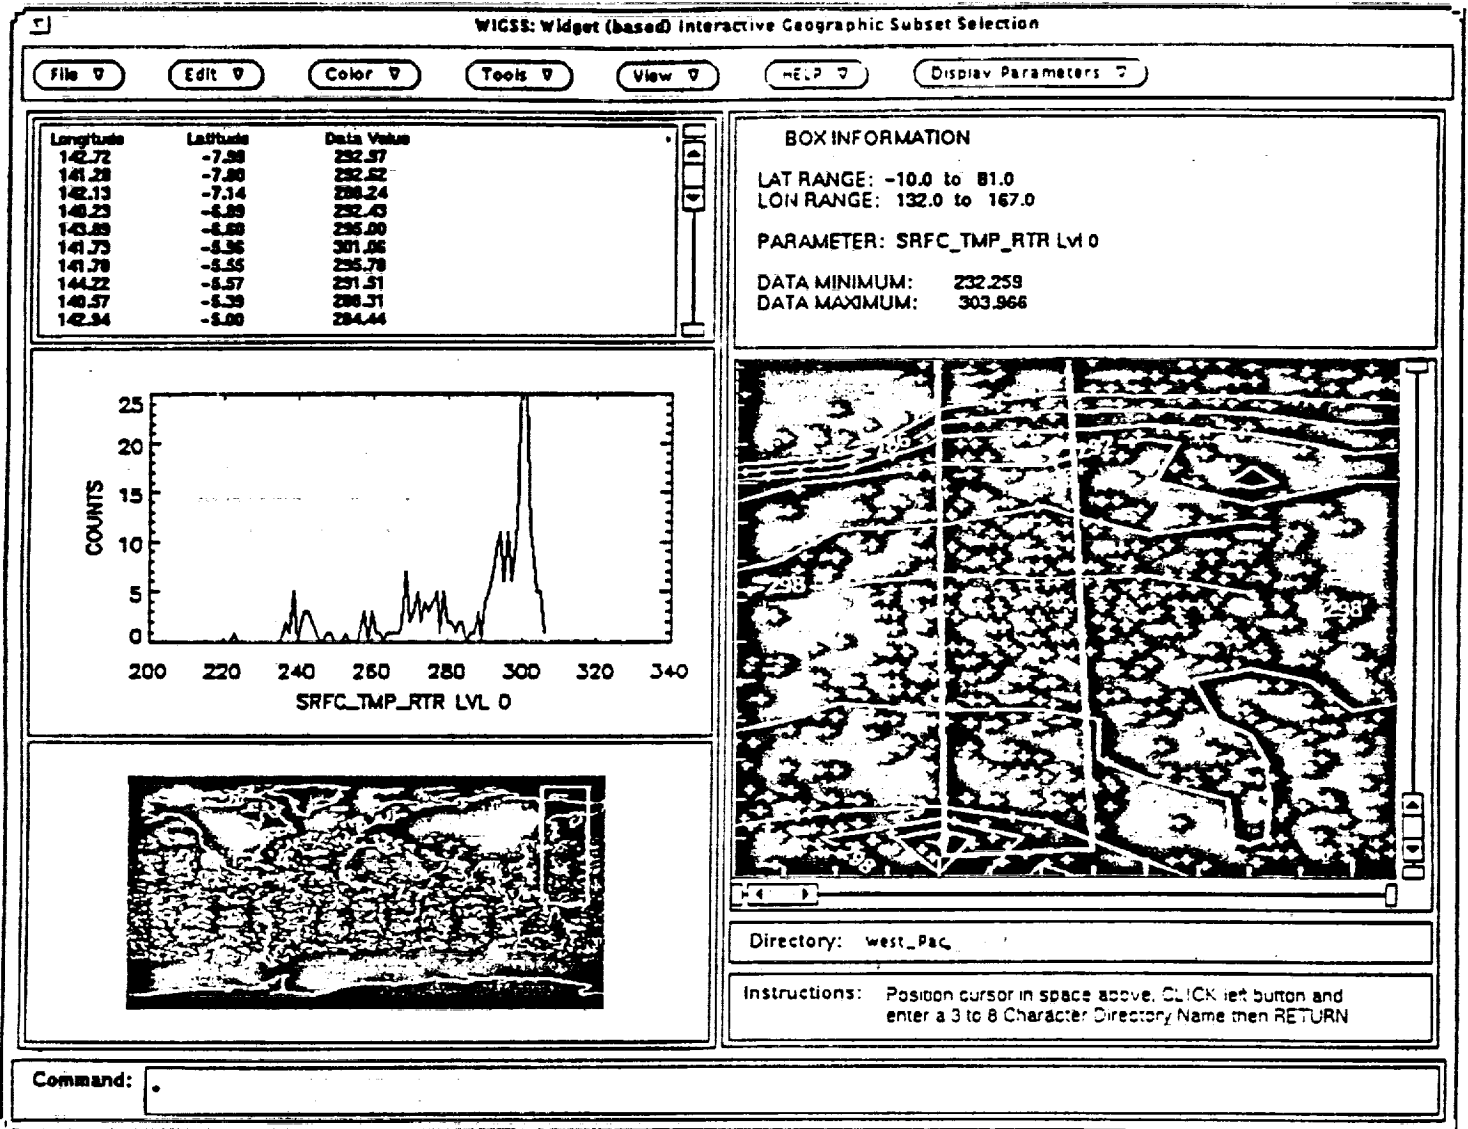 WIGSS: Widget (based) Interactive Geographic Subset Selection
File Edit Color Tools View HELP Display Parameters
Longitude Latitude Data Value
142.72 -7.98 292.97
141.28 -7.80 292.62
142.13 -7.14 288.24
140.23 -6.89 292.43
143.89 -6.60 295.00
141.73 -5.96 301.06
141.78 -5.55 295.78
144.22 -5.57 291.51
140.57 -5.39 288.31
142.94 -5.00 284.44
BOX INFORMATION
LAT RANGE: -10.0 to 81.0
LON RANGE: 132.0 to 167.0
PARAMETER: SRFC_TMP_RTR Lvl 0
DATA MINIMUM: 232.259
DATA MAXIMUM: 303.966
25
20
15
10
5
0
COUNTS
200 220 240 260 280 300 320 340
SRFC_TMP_RTR LVL 0
298
298
Directory: west_Pac
Instructions: Position cursor in space above, CLICK left button and
enter a 3 to 8 Character Directory Name then RETURN
Command: